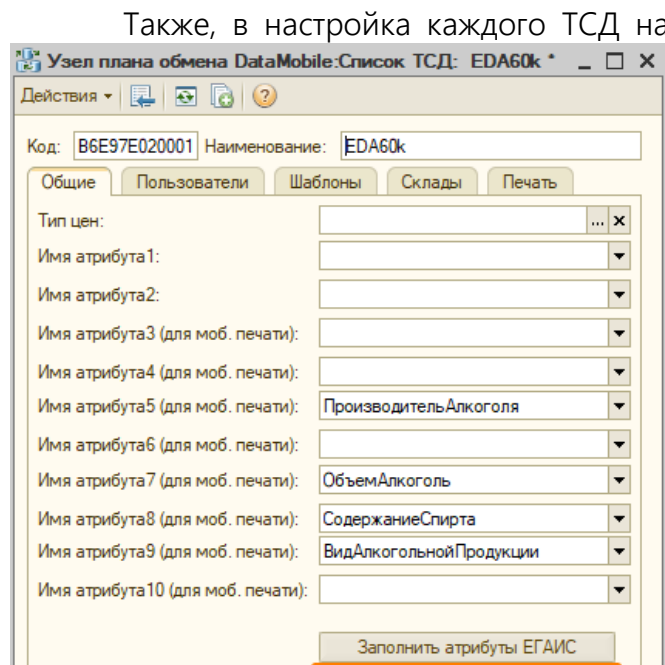 Также, в настройка каждого ТСД на
Узел плана обмена DataMobile:Список ТСД: EDA60k *
Действия
Код: B6E97E020001 Наименование: EDA60k
Общие Пользователи Шаблоны Склады Печать
Тип цен: ... x
Имя атрибута1:
Имя атрибута2:
Имя атрибута3 (для моб. печати):
Имя атрибута4 (для моб. печати):
Имя атрибута5 (для моб. печати): ПроизводительАлкоголя
Имя атрибута6 (для моб. печати):
Имя атрибута7 (для моб. печати): ОбъемАлкоголь
Имя атрибута8 (для моб. печати): СодержаниеСпирта
Имя атрибута9 (для моб. печати): ВидАлкогольнойПродукции
Имя атрибута10 (для моб. печати):
Заполнить атрибуты ЕГАИС